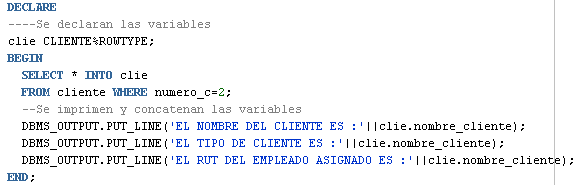 DECLARE
----Se declaran las variables
clie CLIENTE%ROWTYPE;
BEGIN
SELECT * INTO clie
FROM cliente WHERE numero_c=2;
--Se imprimen y concatenan las variables
DBMS_OUTPUT.PUT_LINE('EL NOMBRE DEL CLIENTE ES :'||clie.nombre_cliente);
DBMS_OUTPUT.PUT_LINE('EL TIPO DE CLIENTE ES :'||clie.nombre_cliente);
DBMS_OUTPUT.PUT_LINE('EL RUT DEL EMPLEADO ASIGNADO ES :'||clie.nombre_cliente);
END;